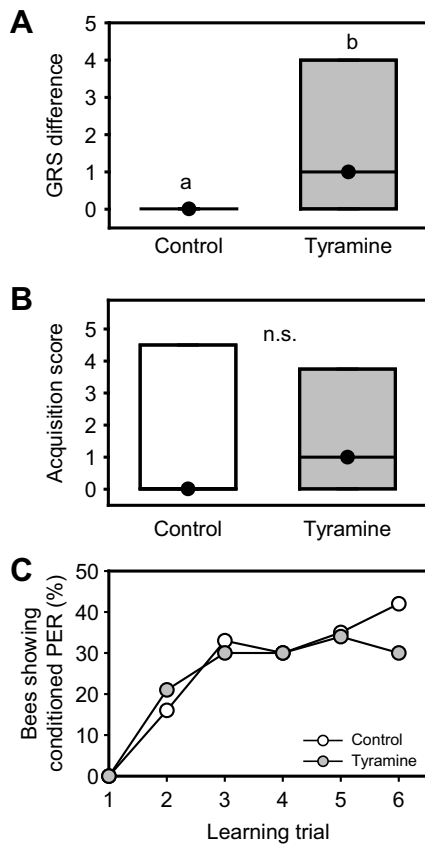 A
GRS difference
5
4
3
2
1
0
a
b
Control Tyramine
B
Acquisition score
5
4
3
2
1
0
n.s.
Control Tyramine
C
Bees showing
conditioned PER (%)
50
40
30
20
10
0
Control
Tyramine
1 2 3 4 5 6
Learning trial